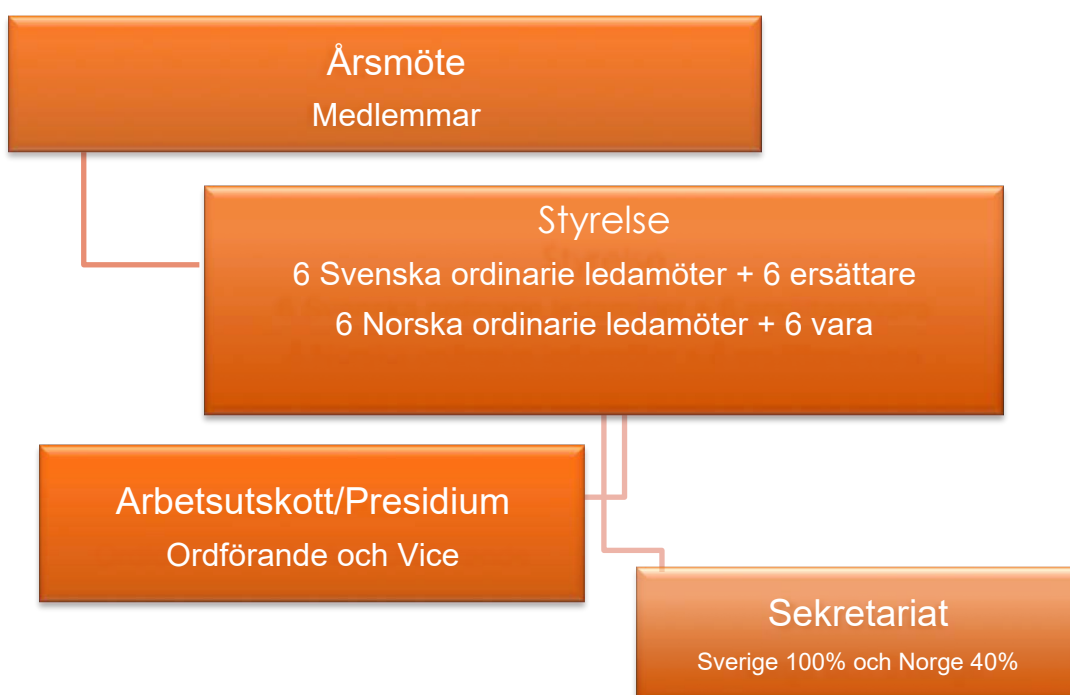 Årsmöte
Medlemmar
Styrelse
6 Svenska ordinarie ledamöter + 6 ersättare
6 Norska ordinarie ledamöter + 6 vara
Arbetsutskott/Presidium
Ordförande och Vice
Sekretariat
Sverige 100% och Norge 40%